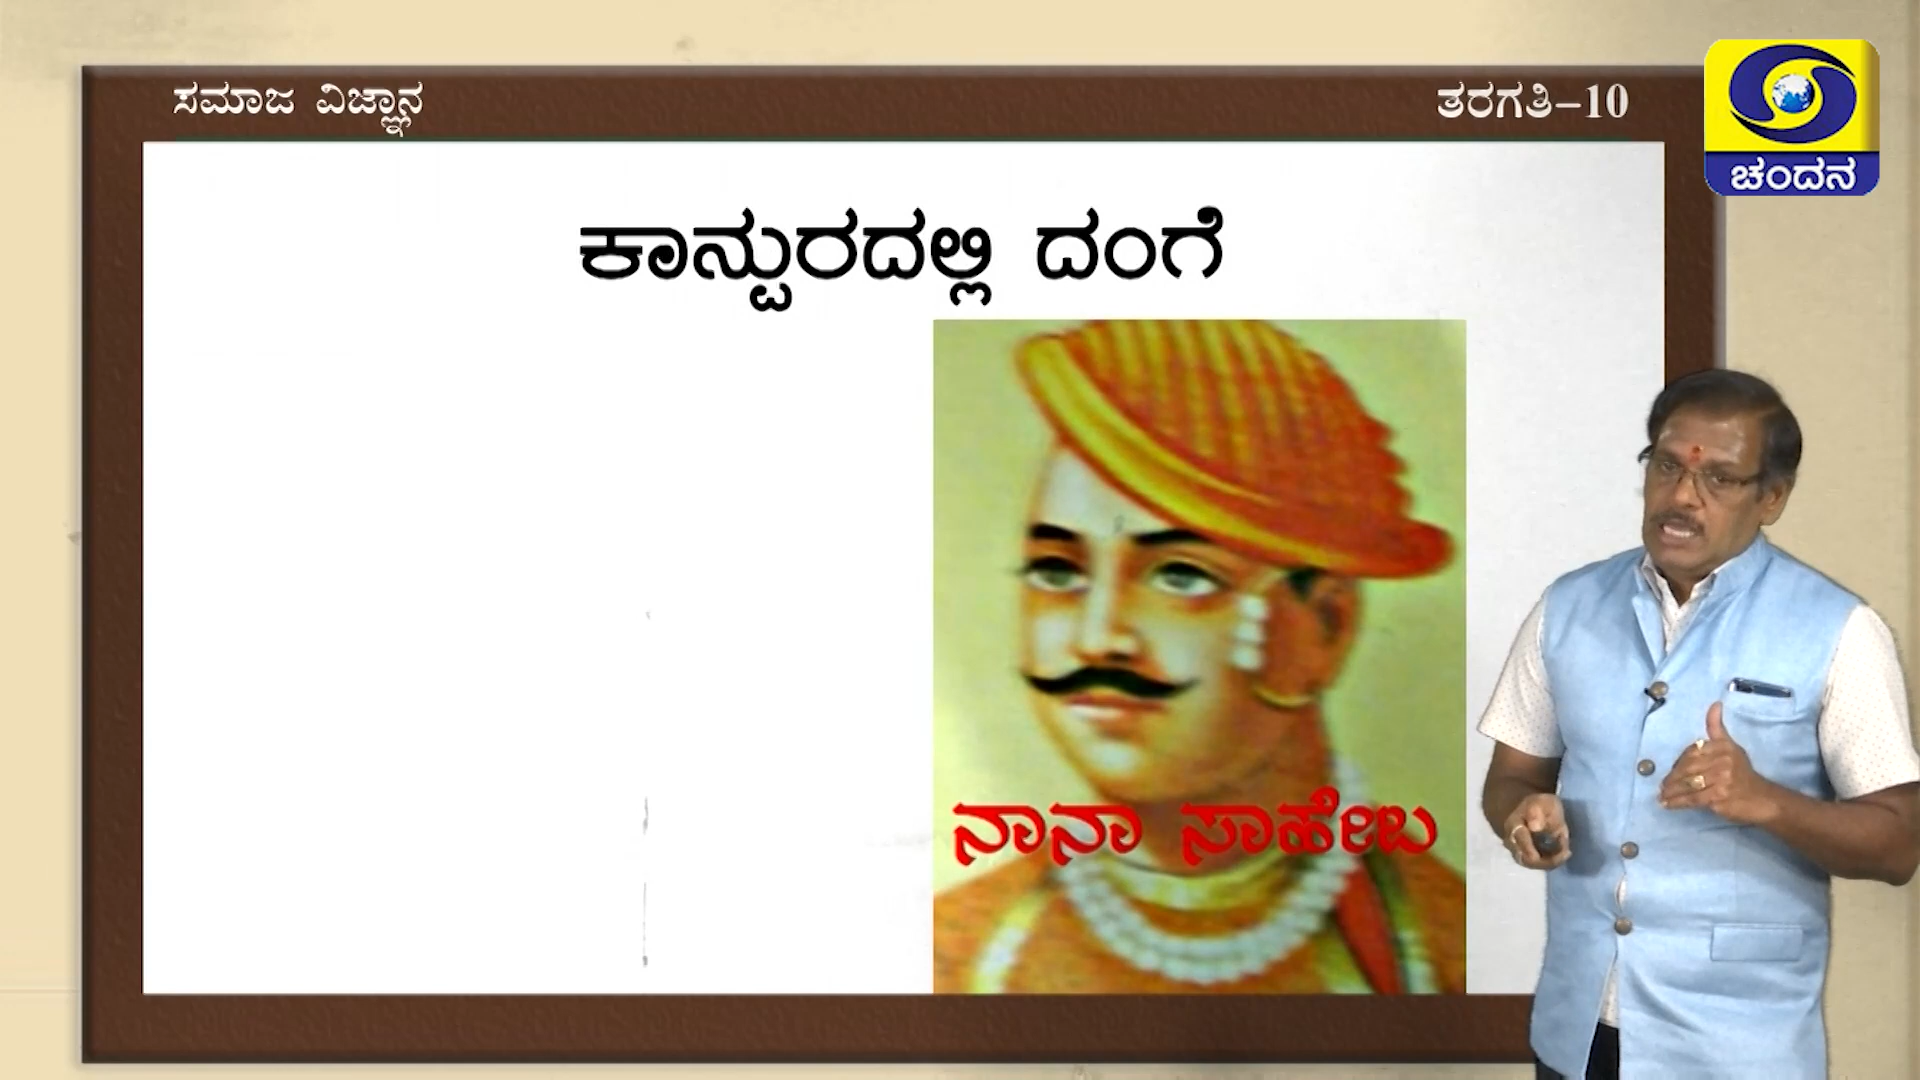 ಸಮಾಜ ವಿಜ್ಞಾನ
ತರಗತಿ–10
ಚಂದನ
ಕಾನ್ಪುರದಲ್ಲಿ ದಂಗೆ
ನಾನಾ ಸಾಹೇಬ